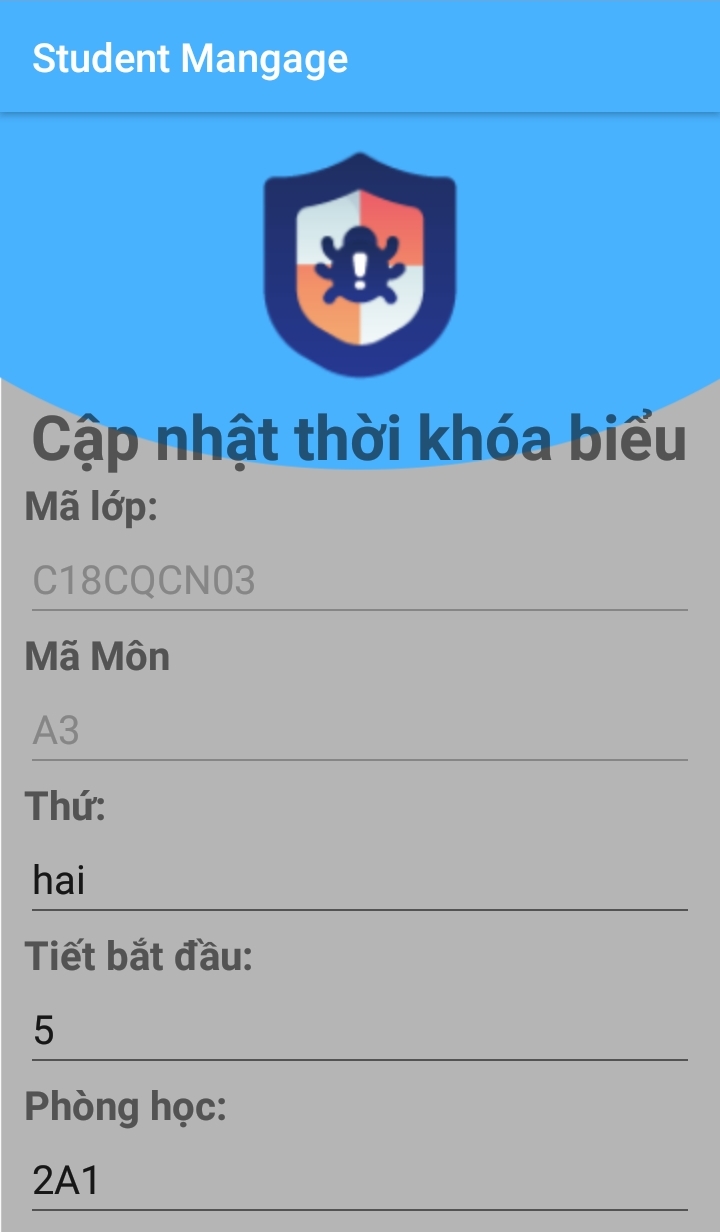 Student Mangage
Cập nhật thời khóa biểu
Mã lớp:
C18CQCN03
Mã Môn
A3
Thứ:
hai
Tiết bắt đầu:
5
Phòng học:
2A1